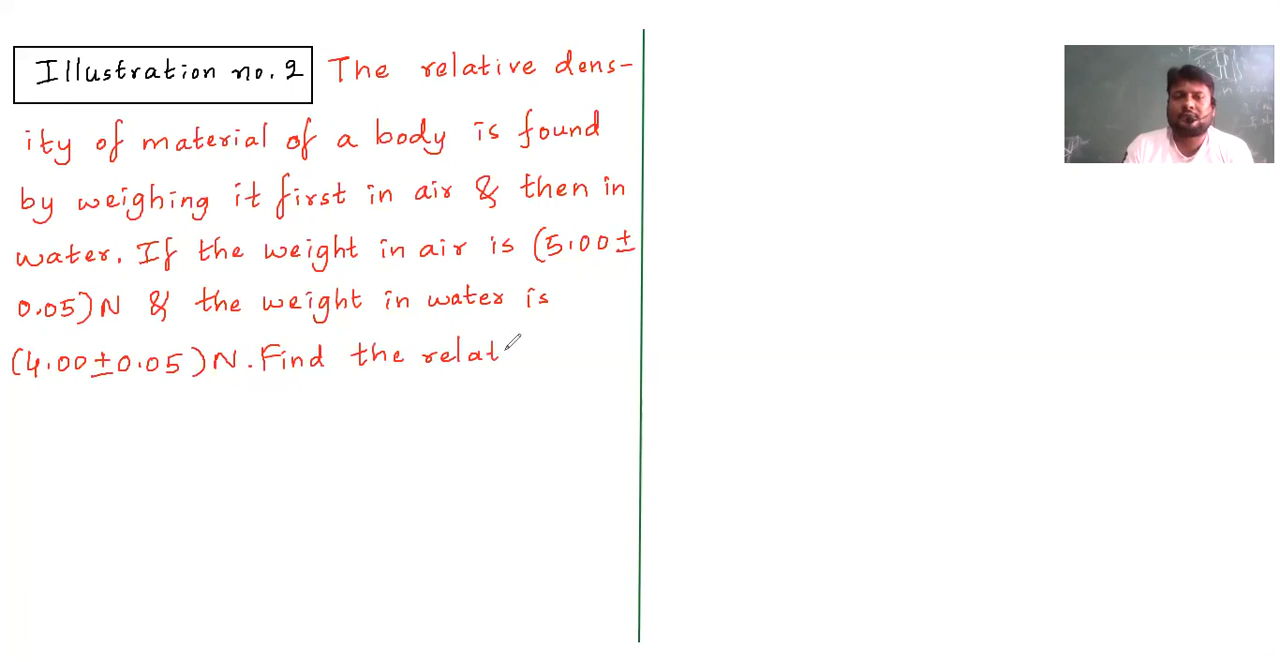 Illustration no. 2 The relative dens-
ity of material of a body is found
by weighing it first in air & then in
water. If the weight in air is (5.00 ±
0.05) N & the weight in water is
(4.00 ± 0.05) N. Find the relat